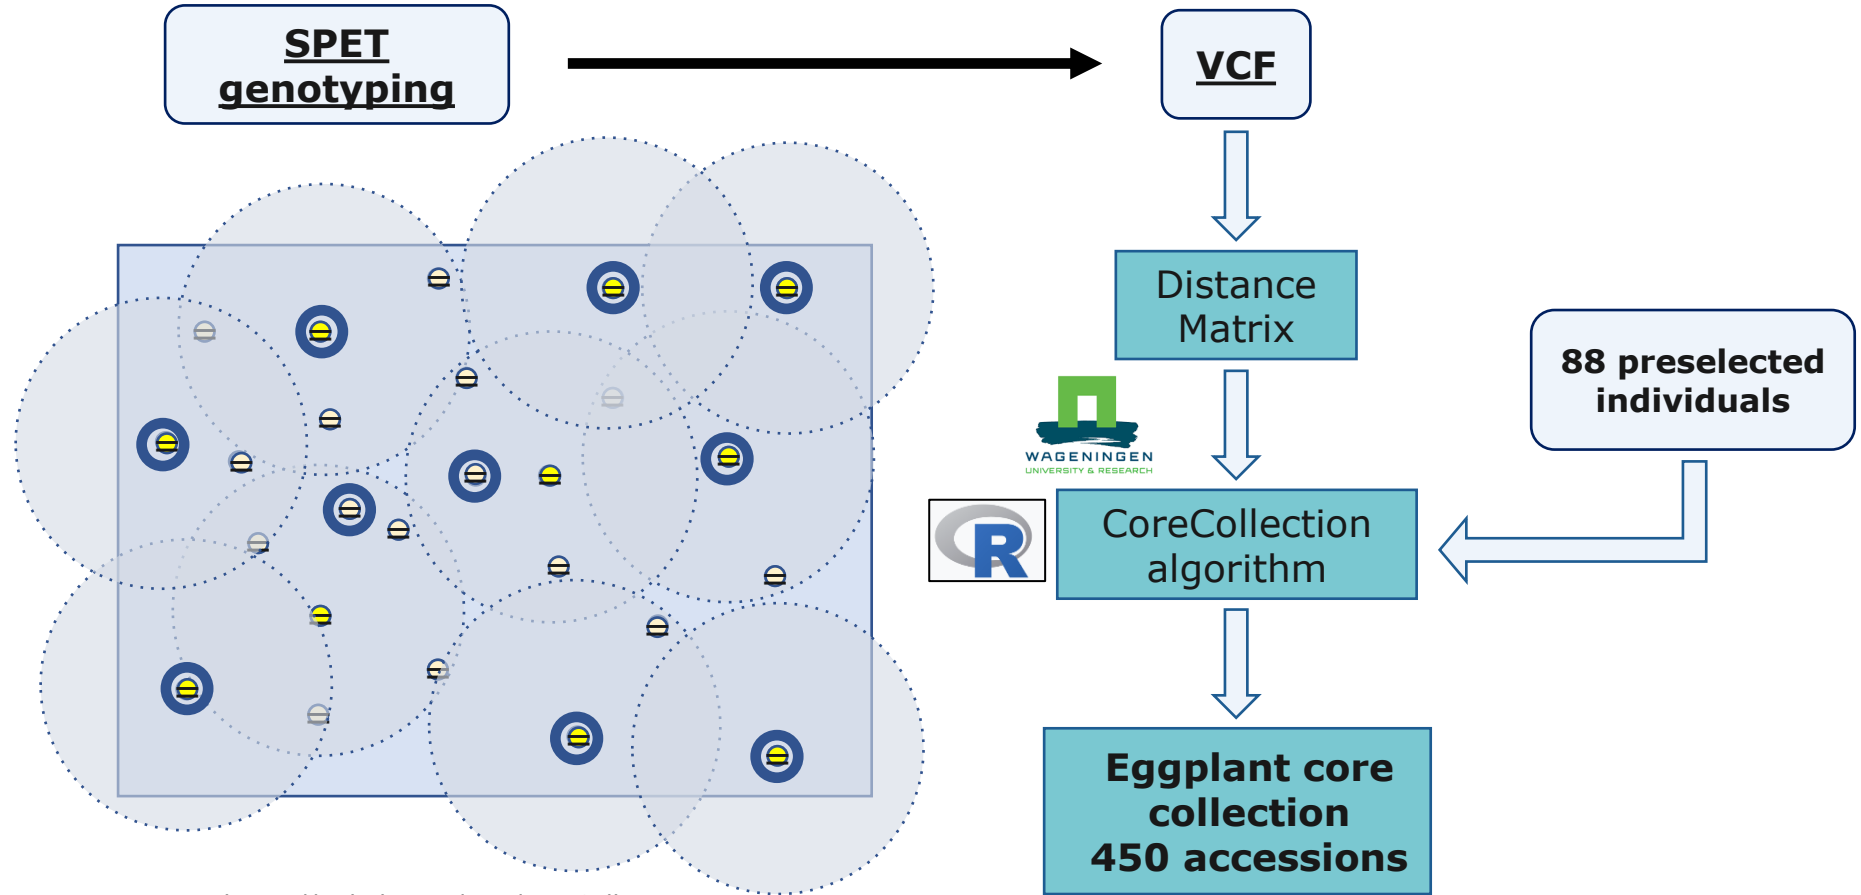 SPET
genotyping
VCF
Distance
Matrix
88 preselected
individuals
WAGENINGEN
UNIVERSITY & RESEARCH
R
CoreCollection
algorithm
Eggplant core
collection
450 accessions